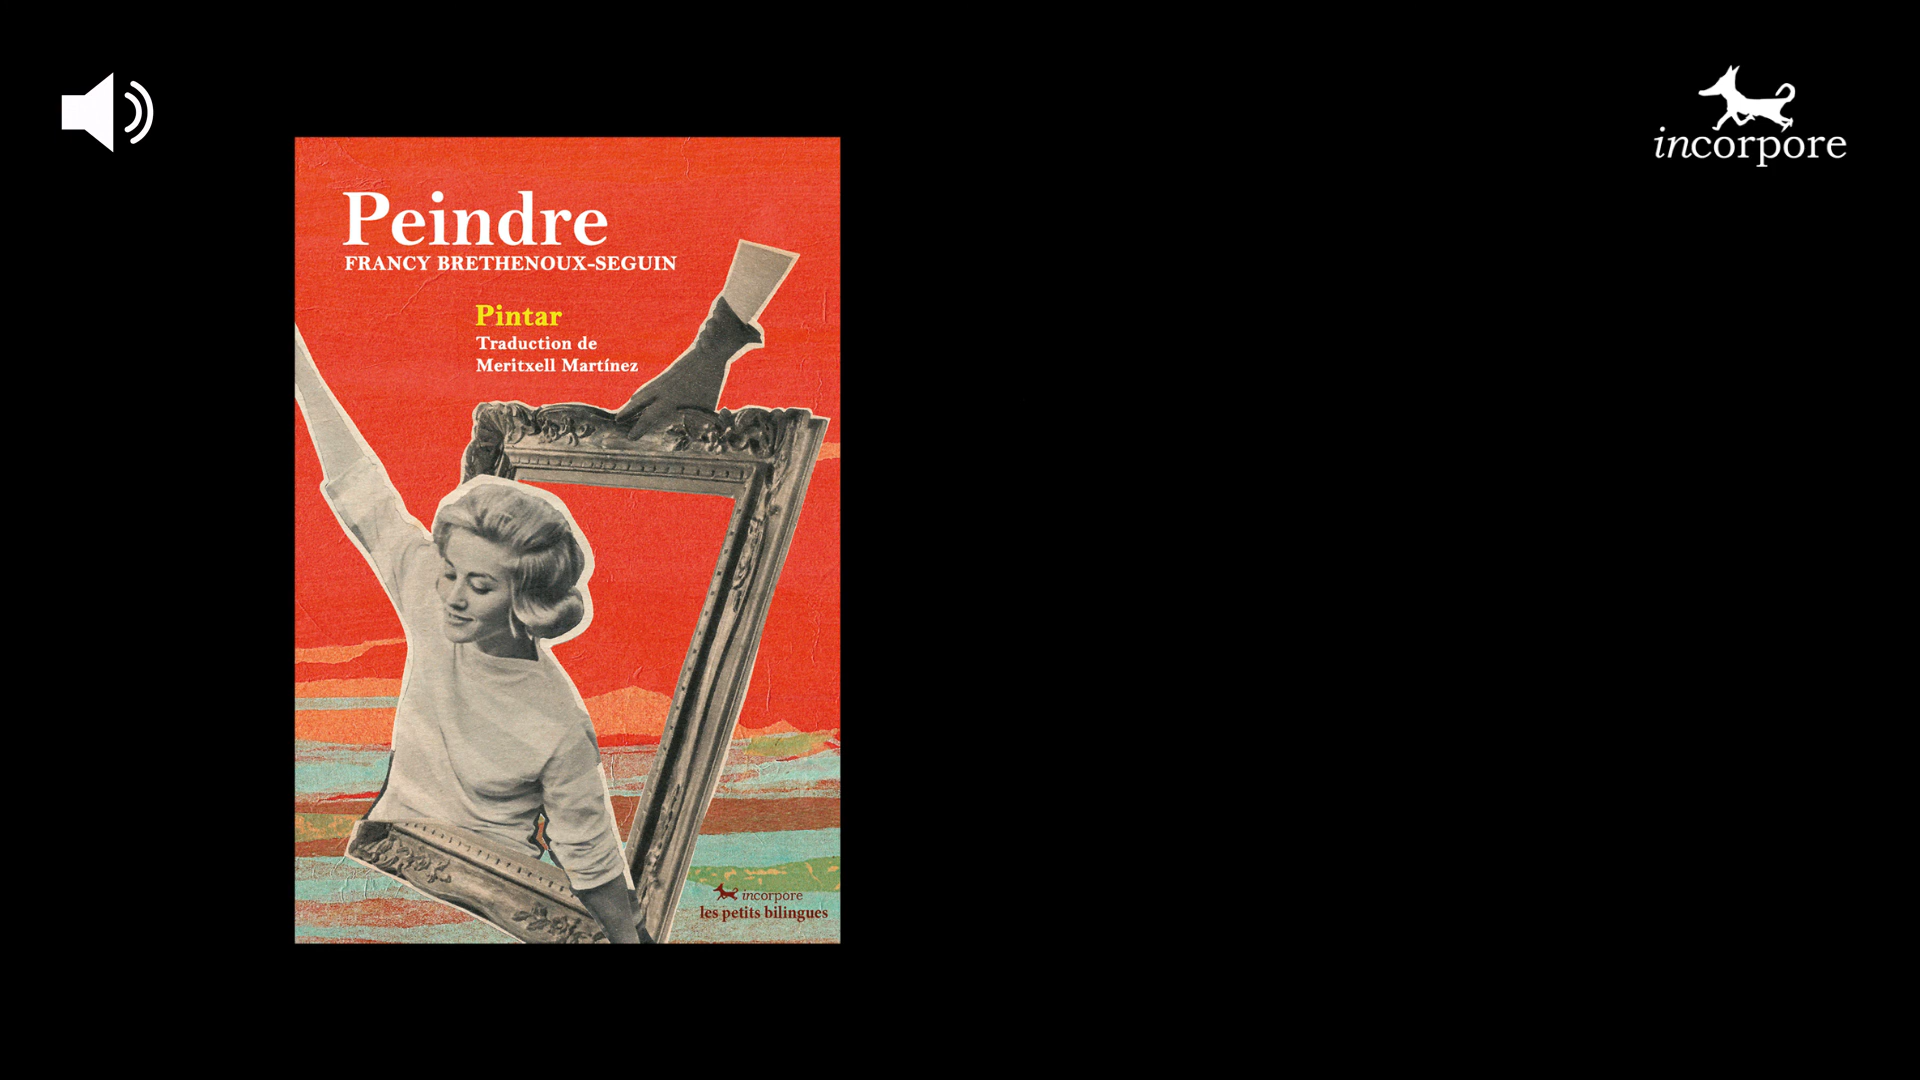 incorpore
Peindre
FRANCY BRETHENOUX-SEGUIN
Pintar
Traduction de
Meritxell Martínez
incorpore
les petits bilingues